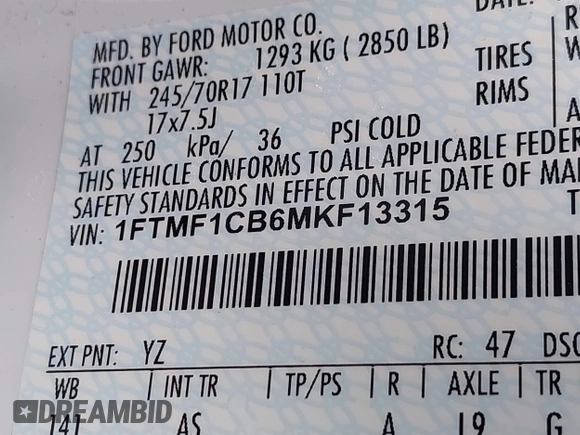 DATE:
MFD. BY FORD MOTOR CO.
FRONT GAWR: 1293 KG ( 2850 LB)
WITH 245/70R17 110T TIRES
17x7.5J RIMS
AT 250 kPa/ 36 PSI COLD
THIS VEHICLE CONFORMS TO ALL APPLICABLE FEDER
SAFETY STANDARDS IN EFFECT ON THE DATE OF MA
VIN: 1FTMF1CB6MKF13315
EXT PNT: YZ RC: 47 DSO
WB INT TR TP/PS R AXLE TR
141 AS A 19 G
DREAMBID